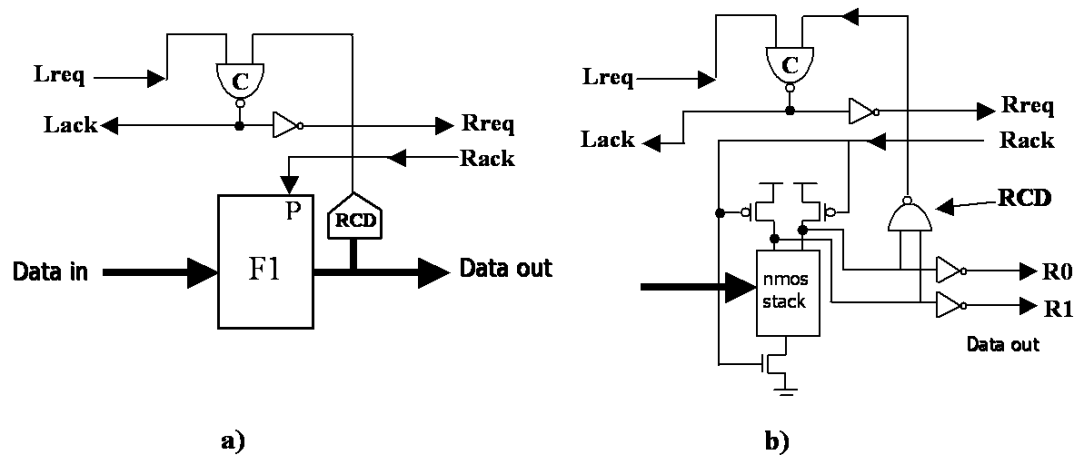 Lreq
C
Lack
Rreq
Rack
P
RCD
Data in
F1
Data out
a)
Lreq
C
Rreq
Lack
Rack
RCD
nmos
stack
R0
R1
Data out
b)